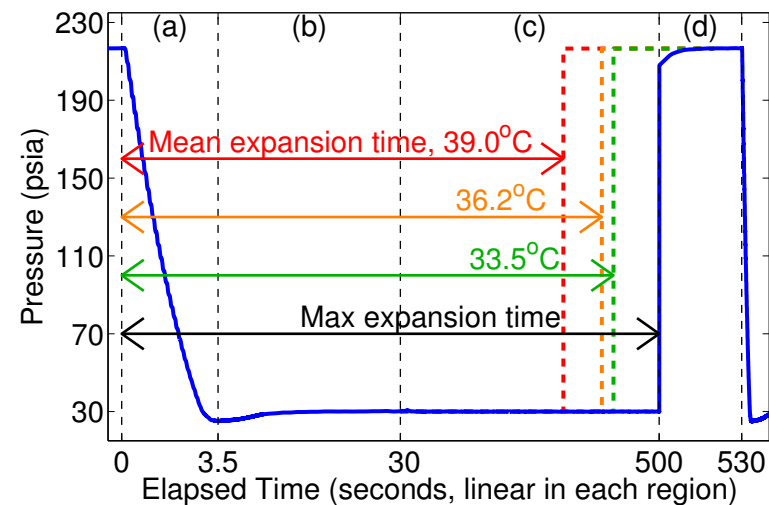 (a) (b) (c) (d)
230
190
150
110
70
30
Pressure (psia)
Mean expansion time, 39.0°C
36.2°C
33.5°C
Max expansion time
0 3.5 30 500 530
Elapsed Time (seconds, linear in each region)